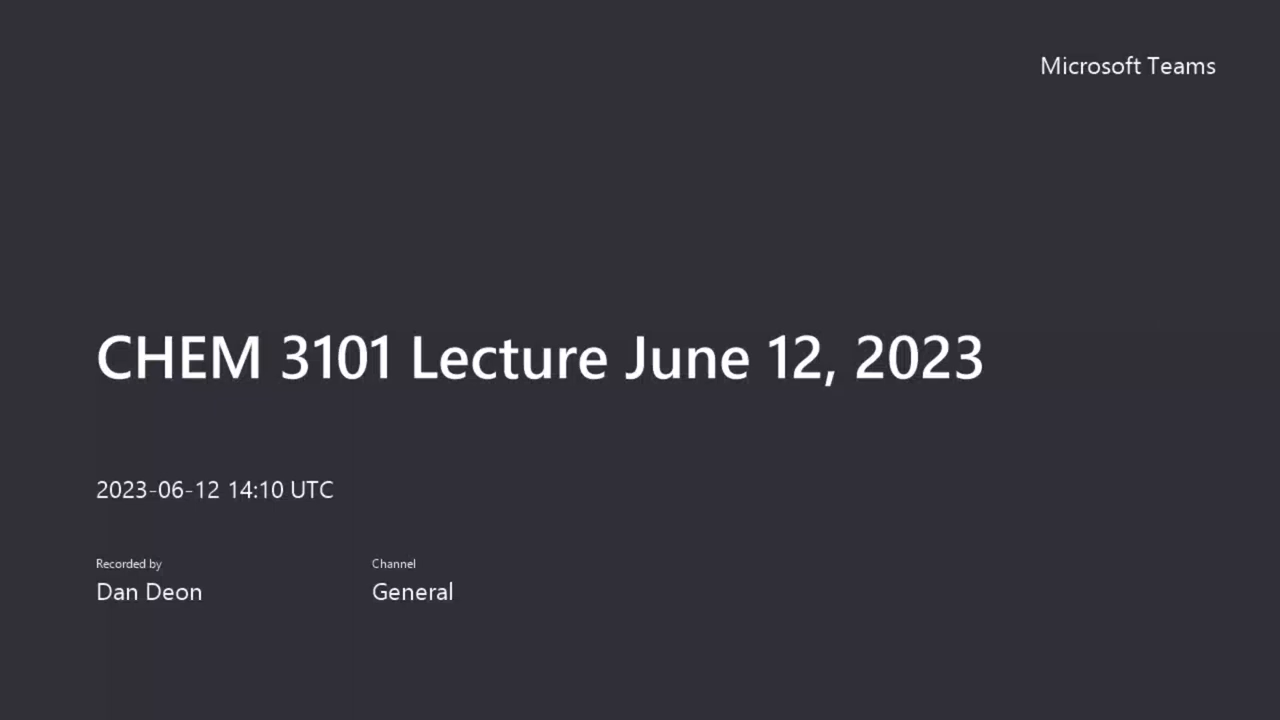 Microsoft Teams
CHEM 3101 Lecture June 12, 2023
2023-06-12 14:10 UTC
Recorded by
Dan Deon
Channel
General